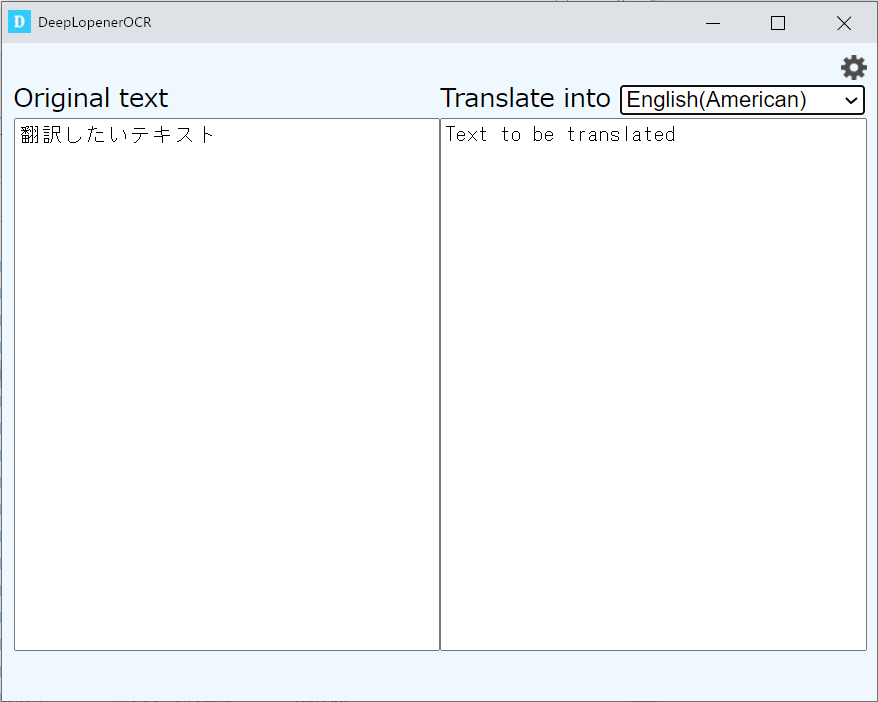 D DeepLopenerOCR
Original text
Translate into English(American)
翻訳したいテキスト
Text to be translated